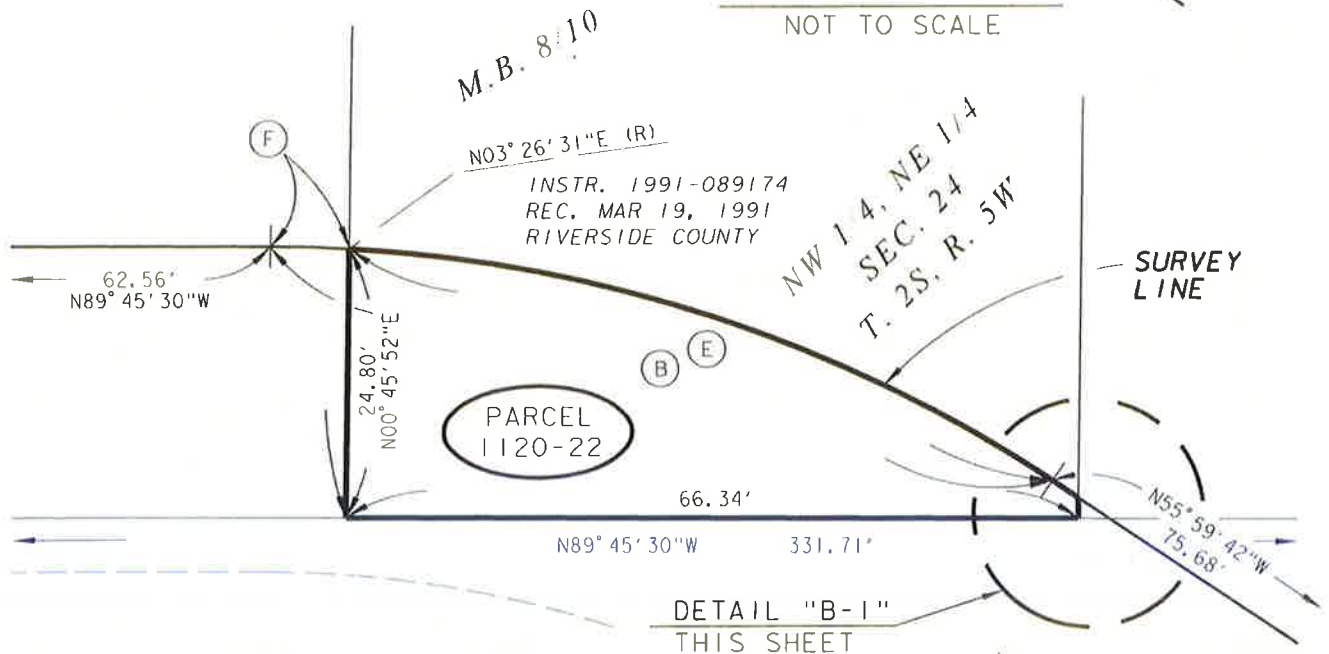 NOT TO SCALE
M.B. 8/10
F
N03°26'31"E (R)
INSTR. 1991-089174
REC. MAR 19, 1991
RIVERSIDE COUNTY
NW 1/4, NE 1/4
SEC. 24
T. 2S, R. 5W
SURVEY
LINE
62.56'
N89°45'30"W
24.80'
N00°45'52"E
B
E
PARCEL
1120-22
66.34'
N89°45'30"W 331.71'
N55°59'42"W
75.68'
DETAIL "B-1"
THIS SHEET